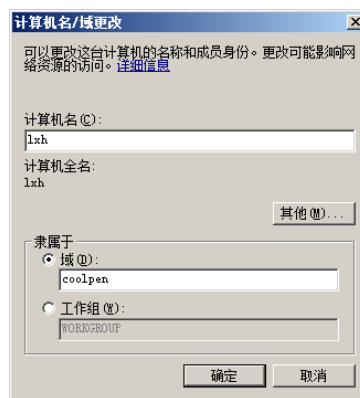 计算机名/域更改
可以更改这台计算机的名称和成员身份。更改可能影响网
络资源的访问。详细信息
计算机名(C):
lxh
计算机全名:
lxh
其他(M)...
隶属于
域(D):
coolpen
工作组(W):
WORKGROUP
确定
取消